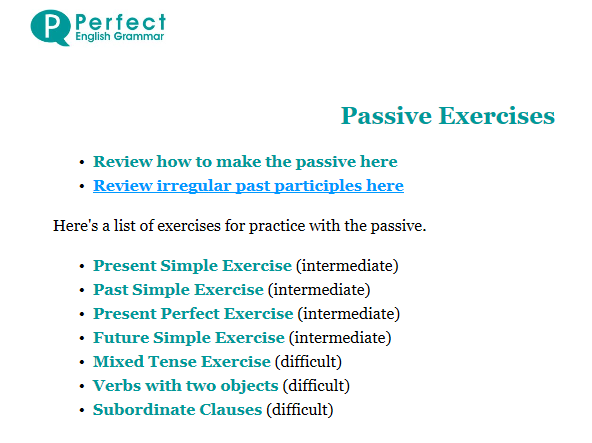 P Perfect
English Grammar
Passive Exercises
• Review how to make the passive here
• Review irregular past participles here
Here's a list of exercises for practice with the passive.
• Present Simple Exercise (intermediate)
• Past Simple Exercise (intermediate)
• Present Perfect Exercise (intermediate)
• Future Simple Exercise (intermediate)
• Mixed Tense Exercise (difficult)
• Verbs with two objects (difficult)
• Subordinate Clauses (difficult)